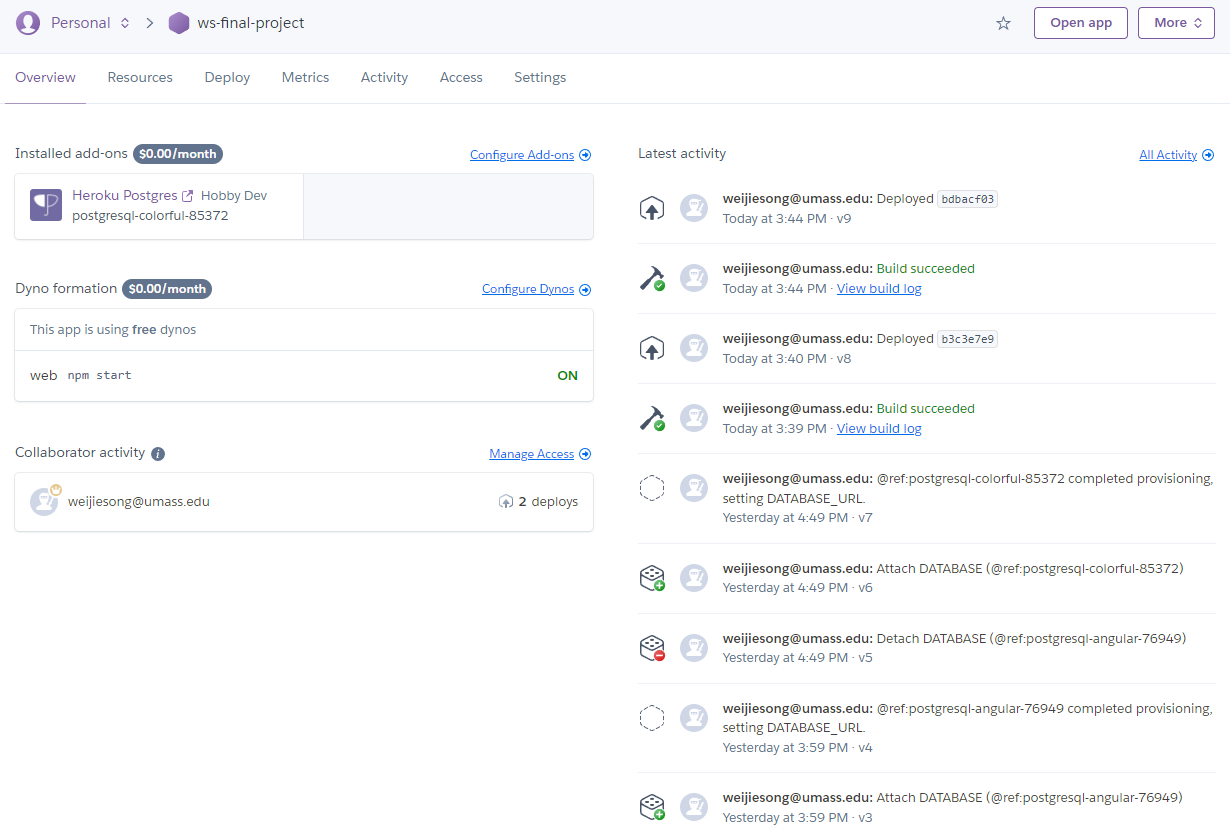 Personal
ws-final-project
Open app
More
Overview
Resources
Deploy
Metrics
Activity
Access
Settings
Installed add-ons $0.00/month
Configure Add-ons
Heroku Postgres Hobby Dev
postgresql-colorful-85372
Dyno formation $0.00/month
Configure Dynos
This app is using free dynos
web npm start ON
Collaborator activity
Manage Access
weijiesong@umass.edu
2 deploys
Latest activity
All Activity
weijiesong@umass.edu: Deployed bdbacf03
Today at 3:44 PM · v9
weijiesong@umass.edu: Build succeeded
Today at 3:44 PM · View build log
weijiesong@umass.edu: Deployed b3c3e7e9
Today at 3:40 PM · v8
weijiesong@umass.edu: Build succeeded
Today at 3:39 PM · View build log
weijiesong@umass.edu: @ref:postgresql-colorful-85372 completed provisioning,
setting DATABASE_URL.
Yesterday at 4:49 PM · v7
weijiesong@umass.edu: Attach DATABASE (@ref:postgresql-colorful-85372)
Yesterday at 4:49 PM · v6
weijiesong@umass.edu: Detach DATABASE (@ref:postgresql-angular-76949)
Yesterday at 4:49 PM · v5
weijiesong@umass.edu: @ref:postgresql-angular-76949 completed provisioning,
setting DATABASE_URL.
Yesterday at 3:59 PM · v4
weijiesong@umass.edu: Attach DATABASE (@ref:postgresql-angular-76949)
Yesterday at 3:59 PM · v3